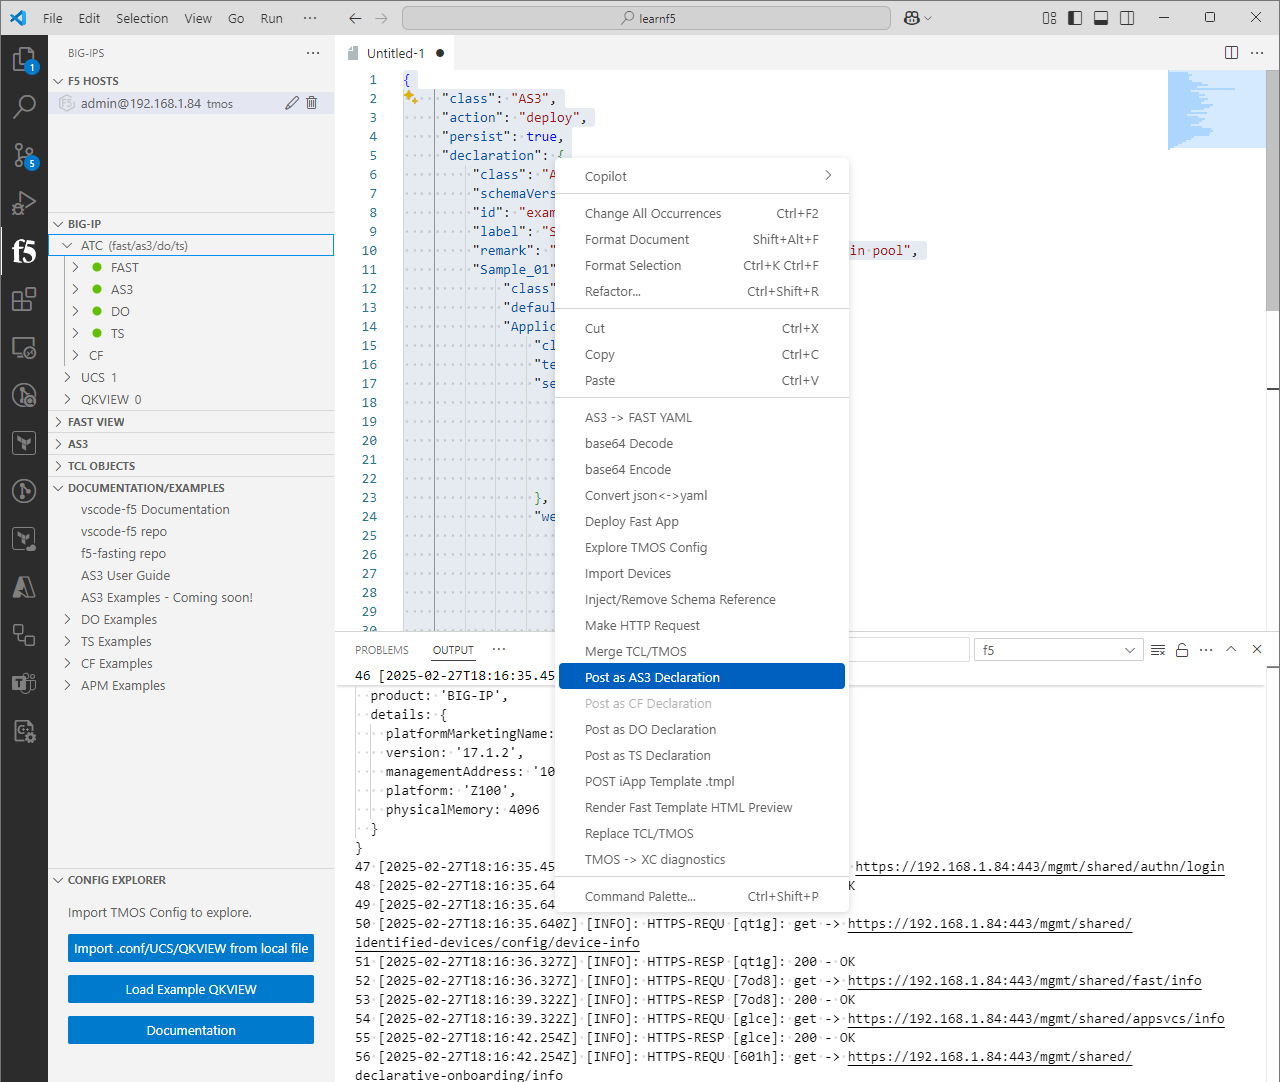 File Edit Selection View Go Run ···
learnf5
BIG-IPS ···
F5 HOSTS
admin@192.168.1.84 tmos
BIG-IP
ATC (fast/as3/do/ts)
FAST
AS3
DO
TS
CF
UCS 1
QKVIEW 0
FAST VIEW
AS3
TCL OBJECTS
DOCUMENTATION/EXAMPLES
vscode-f5 Documentation
vscode-f5 repo
f5-fasting repo
AS3 User Guide
AS3 Examples - Coming soon!
DO Examples
TS Examples
CF Examples
APM Examples
CONFIG EXPLORER
Import TMOS Config to explore.
Import .conf/UCS/QKVIEW from local file
Load Example QKVIEW
Documentation
1
5
f5
Untitled-1
1 {
2 "class": "AS3",
3 "action": "deploy",
4 "persist": true,
5 "declaration": {
6 "class": "A
7 "schemaVers
8 "id": "exam
9 "label": "S
10 "remark": " in pool",
11 "Sample_01"
12 "class"
13 "defaul
14 "Applic
15 "cl
16 "te
17 "se
18
19
20
21
22
23 },
24 "we
25
26
27
28
29
30
Copilot
Change All Occurrences Ctrl+F2
Format Document Shift+Alt+F
Format Selection Ctrl+K Ctrl+F
Refactor... Ctrl+Shift+R
Cut Ctrl+X
Copy Ctrl+C
Paste Ctrl+V
AS3 -> FAST YAML
base64 Decode
base64 Encode
Convert json<->yaml
Deploy Fast App
Explore TMOS Config
Import Devices
Inject/Remove Schema Reference
Make HTTP Request
Merge TCL/TMOS
Post as AS3 Declaration
Post as CF Declaration
Post as DO Declaration
Post as TS Declaration
POST iApp Template .tmpl
Render Fast Template HTML Preview
Replace TCL/TMOS
TMOS -> XC diagnostics
Command Palette... Ctrl+Shift+P
PROBLEMS OUTPUT ··· f5
46 [2025-02-27T18:16:35.45
product: 'BIG-IP',
details: {
platformMarketingName:
version: '17.1.2',
managementAddress: '10
platform: 'Z100',
physicalMemory: 4096
}
}
47 [2025-02-27T18:16:35.45 https://192.168.1.84:443/mgmt/shared/authn/login
48 [2025-02-27T18:16:35.64 K
49 [2025-02-27T18:16:35.64
50 [2025-02-27T18:16:35.640Z] [INFO]: HTTPS-REQU [qt1g]: get -> https://192.168.1.84:443/mgmt/shared/
identified-devices/config/device-info
51 [2025-02-27T18:16:36.327Z] [INFO]: HTTPS-RESP [qt1g]: 200 - OK
52 [2025-02-27T18:16:36.327Z] [INFO]: HTTPS-REQU [7od8]: get -> https://192.168.1.84:443/mgmt/shared/fast/info
53 [2025-02-27T18:16:39.322Z] [INFO]: HTTPS-RESP [7od8]: 200 - OK
54 [2025-02-27T18:16:39.322Z] [INFO]: HTTPS-REQU [glce]: get -> https://192.168.1.84:443/mgmt/shared/appsvcs/info
55 [2025-02-27T18:16:42.254Z] [INFO]: HTTPS-RESP [glce]: 200 - OK
56 [2025-02-27T18:16:42.254Z] [INFO]: HTTPS-REQU [601h]: get -> https://192.168.1.84:443/mgmt/shared/
declarative-onboarding/info